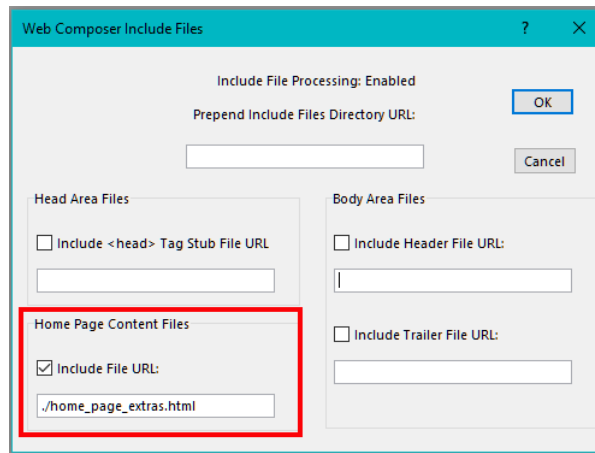 Web Composer Include Files
Include File Processing: Enabled
OK
Prepend Include Files Directory URL:
Cancel
Head Area Files
Include <head> Tag Stub File URL
Home Page Content Files
Include File URL:
./home_page_extras.html
Body Area Files
Include Header File URL:
Include Trailer File URL: